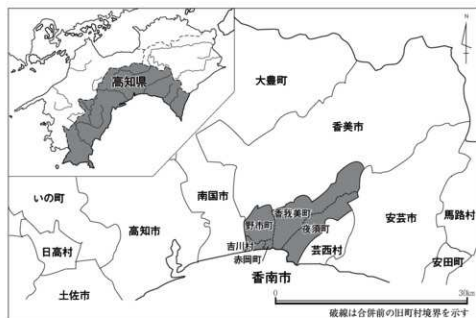 高知県
大豊町
香美市
いの町
南国市
香我美町
野市町
夜須町
安芸市
馬路村
日高村
高知市
吉川村
赤岡町
芸西村
安田町
土佐市
香南市
0
30km
破線は合併前の旧町村境界を示す